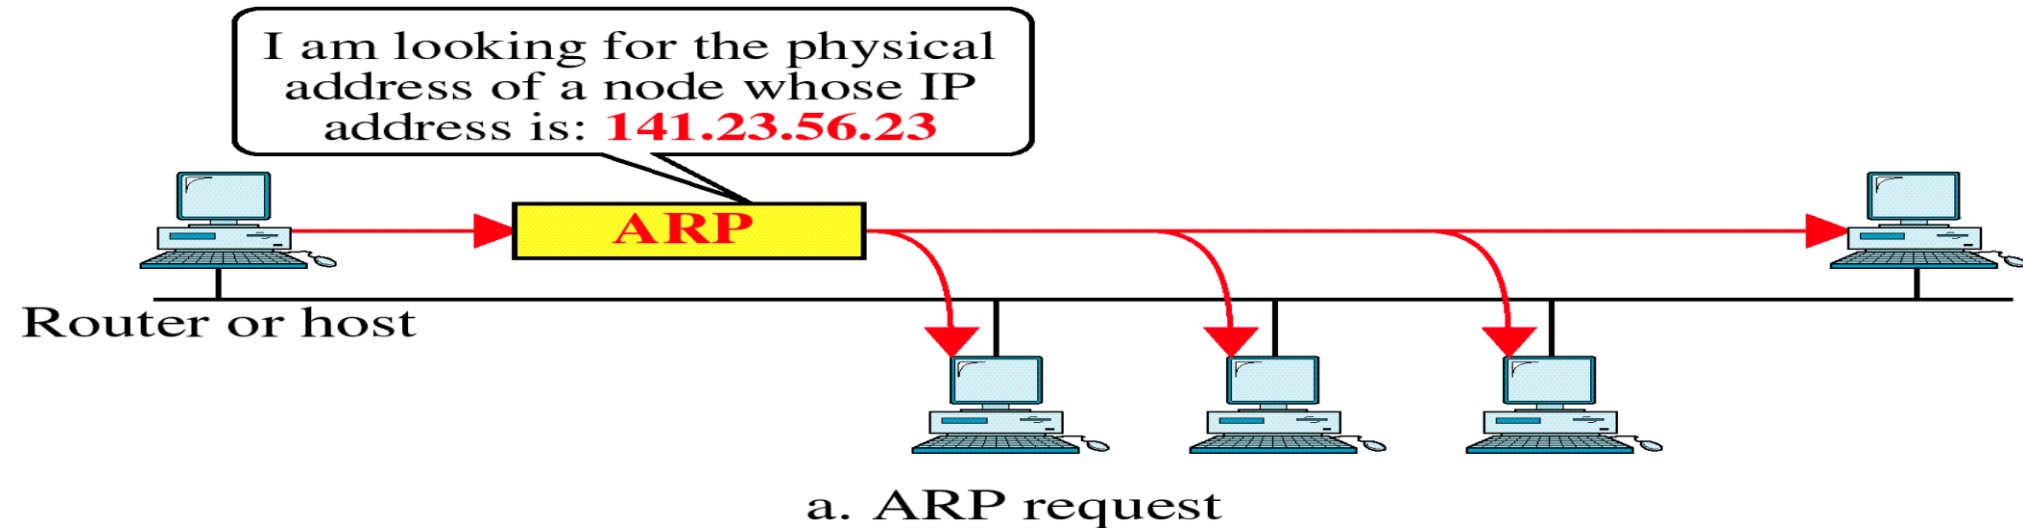 I am looking for the physical
address of a node whose IP
address is: 141.23.56.23
ARP
Router or host
a. ARP request